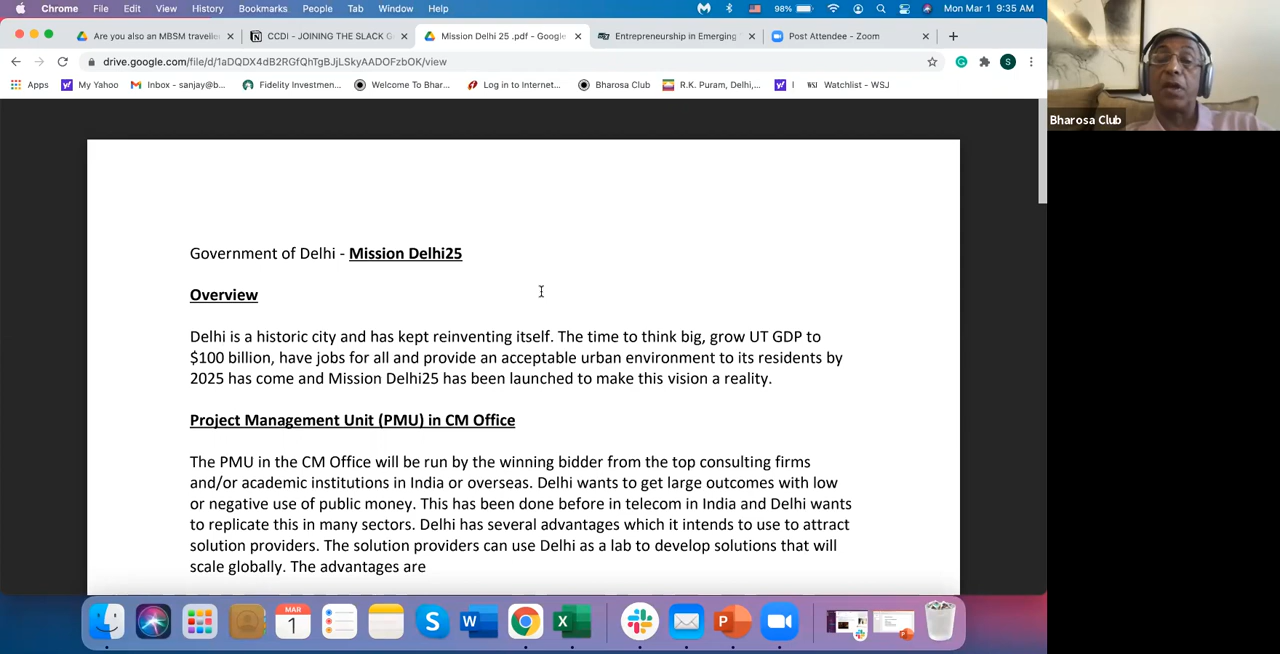 Chrome File Edit View History Bookmarks People Tab Window Help 98% Mon Mar 1 9:35 AM
Are you also an MBSM travelle CCDI - JOINING THE SLACK G Mission Delhi 25 .pdf - Google Entrepreneurship in Emerging Post Attendee - Zoom
drive.google.com/file/d/1aDQDX4dB2RGfQhTgBJjLSkyAADOFzbOK/view S
Apps My Yahoo Inbox - sanjay@b... Fidelity Investmen... Welcome To Bhar... Log in to Internet... Bharosa Club R.K. Puram, Delhi,... I WSJ Watchlist - WSJ
Bharosa Club
Government of Delhi - Mission Delhi25
Overview
Delhi is a historic city and has kept reinventing itself. The time to think big, grow UT GDP to
$100 billion, have jobs for all and provide an acceptable urban environment to its residents by
2025 has come and Mission Delhi25 has been launched to make this vision a reality.
Project Management Unit (PMU) in CM Office
The PMU in the CM Office will be run by the winning bidder from the top consulting firms
and/or academic institutions in India or overseas. Delhi wants to get large outcomes with low
or negative use of public money. This has been done before in telecom in India and Delhi wants
to replicate this in many sectors. Delhi has several advantages which it intends to use to attract
solution providers. The solution providers can use Delhi as a lab to develop solutions that will
scale globally. The advantages are
MAR
1
S
W
X
P